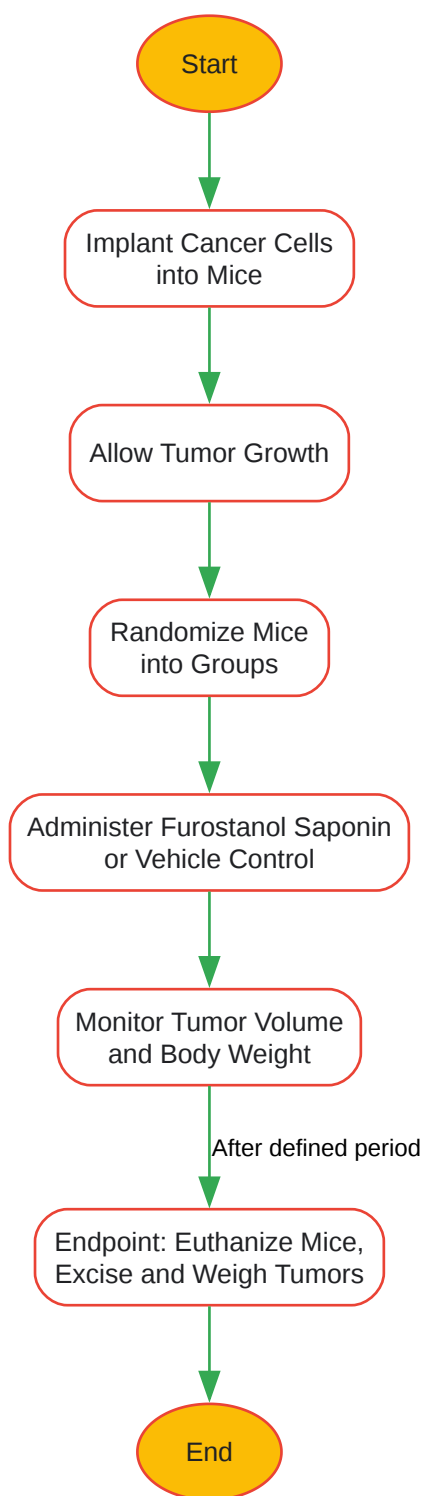 Start
Implant Cancer Cells
into Mice
Allow Tumor Growth
Randomize Mice
into Groups
Administer Furostanol Saponin
or Vehicle Control
Monitor Tumor Volume
and Body Weight
After defined period
Endpoint: Euthanize Mice,
Excise and Weigh Tumors
End